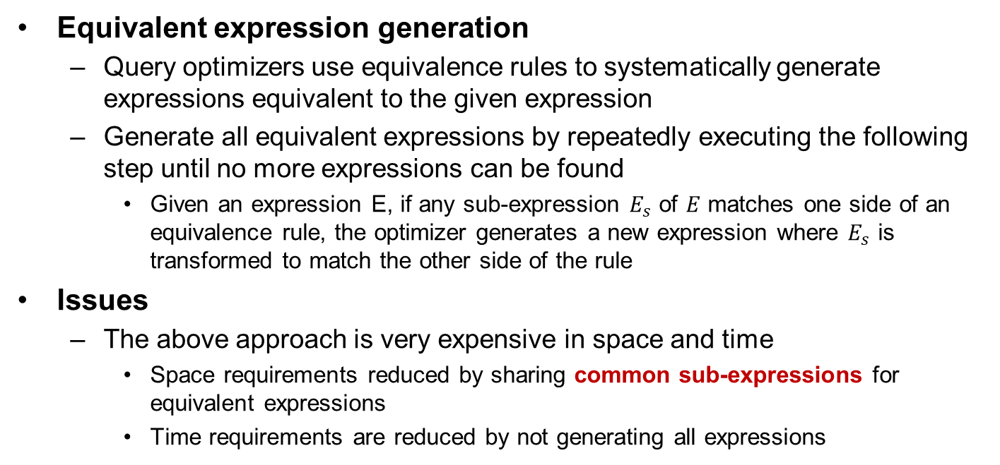 • Equivalent expression generation
– Query optimizers use equivalence rules to systematically generate
expressions equivalent to the given expression
– Generate all equivalent expressions by repeatedly executing the following
step until no more expressions can be found
• Given an expression E, if any sub-expression $E_s$ of $E$ matches one side of an
equivalence rule, the optimizer generates a new expression where $E_s$ is
transformed to match the other side of the rule
• Issues
– The above approach is very expensive in space and time
• Space requirements reduced by sharing common sub-expressions for
equivalent expressions
• Time requirements are reduced by not generating all expressions